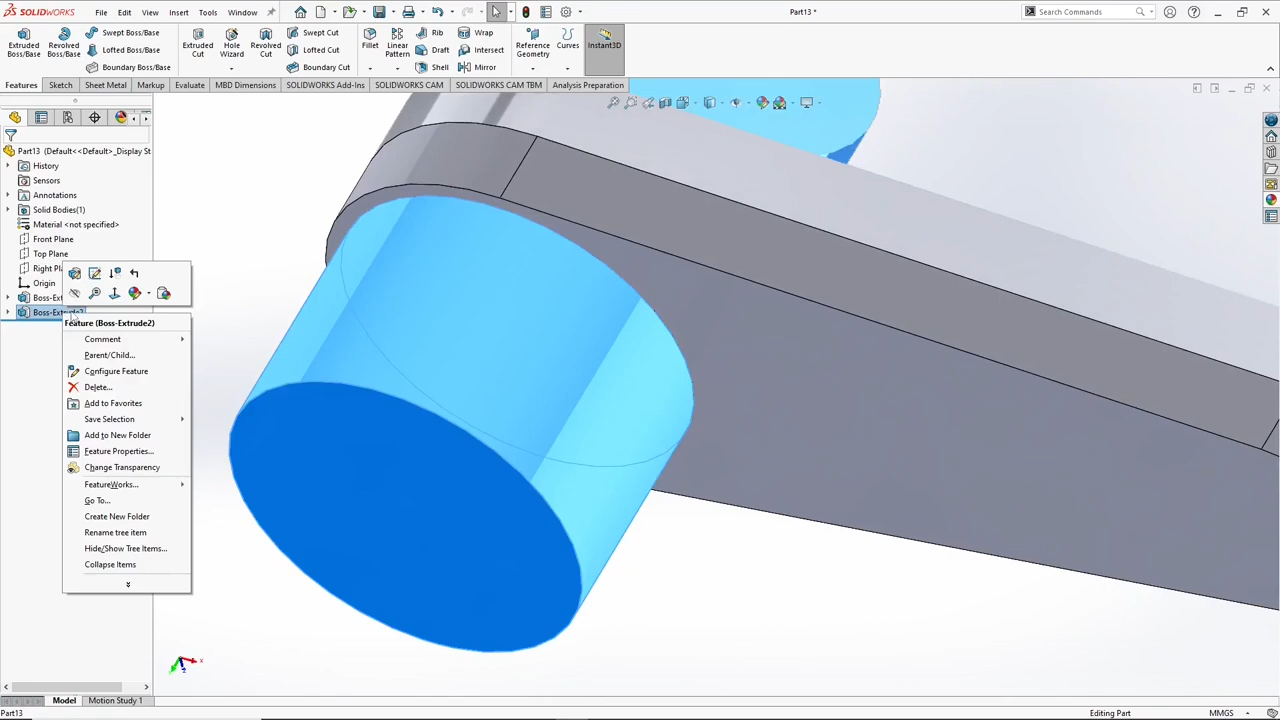 SOLIDWORKS File Edit View Insert Tools Window Part13 * Search Commands
Extruded Boss/Base
Revolved Boss/Base
Swept Boss/Base
Lofted Boss/Base
Boundary Boss/Base
Extruded Cut
Hole Wizard
Revolved Cut
Swept Cut
Lofted Cut
Boundary Cut
Fillet
Linear Pattern
Rib
Draft
Shell
Wrap
Intersect
Mirror
Reference Geometry
Curves
Instant3D
Features Sketch Sheet Metal Markup Evaluate MBD Dimensions SOLIDWORKS Add-Ins SOLIDWORKS CAM SOLIDWORKS CAM TBM Analysis Preparation
Part13 (Default<<Default>_Display St
History
Sensors
Annotations
Solid Bodies(1)
Material <not specified>
Front Plane
Top Plane
Right Pla
Origin
Boss-Ext
Boss-Extrude2
Feature (Boss-Extrude2)
Comment
Parent/Child...
Configure Feature
Delete...
Add to Favorites
Save Selection
Add to New Folder
Feature Properties...
Change Transparency
FeatureWorks...
Go To...
Create New Folder
Rename tree item
Hide/Show Tree Items...
Collapse Items
x
z
Model Motion Study 1
Part13 Editing Part MMGS